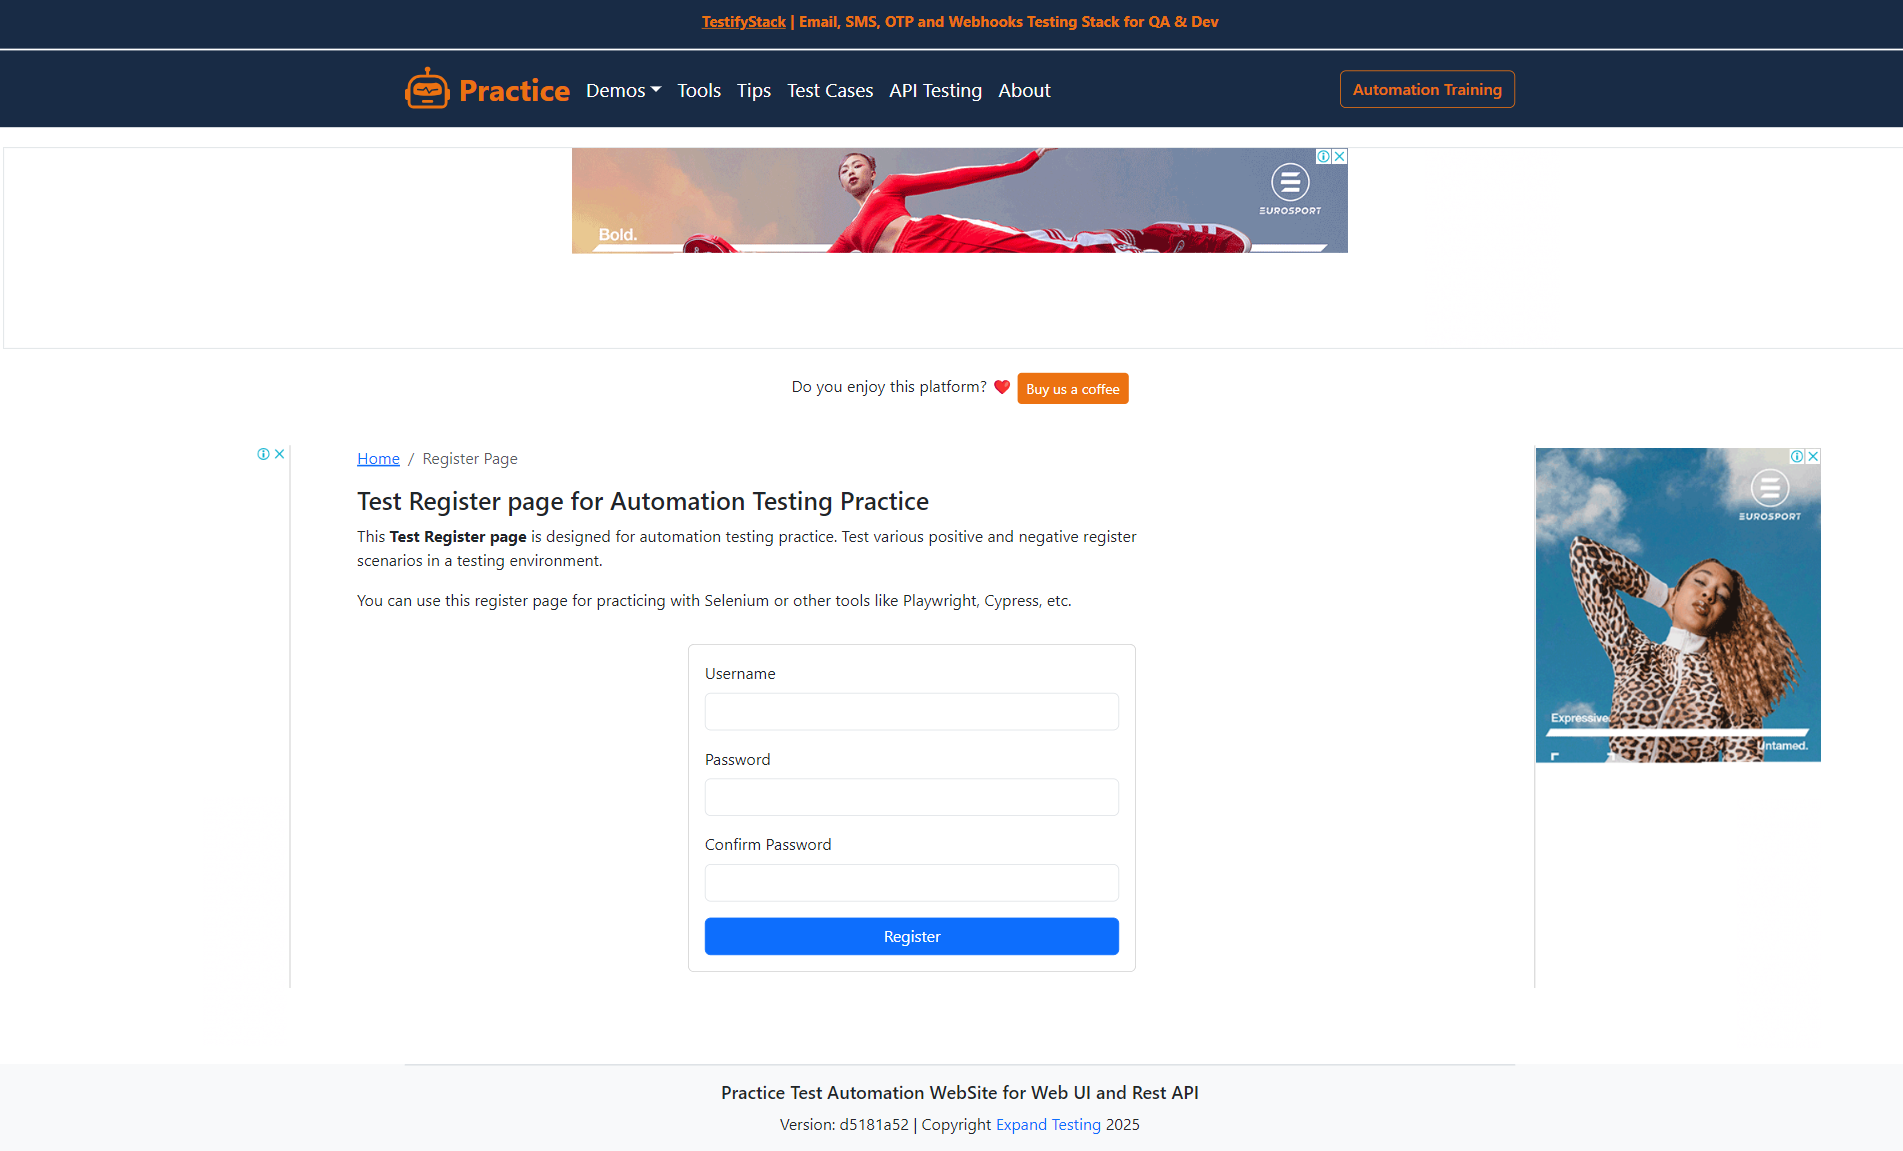 TestifyStack | Email, SMS, OTP and Webhooks Testing Stack for QA & Dev
Practice Demos Tools Tips Test Cases API Testing About Automation Training
EUROSPORT
Bold.
Do you enjoy this platform? ❤️ Buy us a coffee
Home / Register Page
Test Register page for Automation Testing Practice
This Test Register page is designed for automation testing practice. Test various positive and negative register
scenarios in a testing environment.
You can use this register page for practicing with Selenium or other tools like Playwright, Cypress, etc.
Username
Password
Confirm Password
Register
EUROSPORT
Expressive.
Untamed.
Practice Test Automation WebSite for Web UI and Rest API
Version: d5181a52 | Copyright Expand Testing 2025